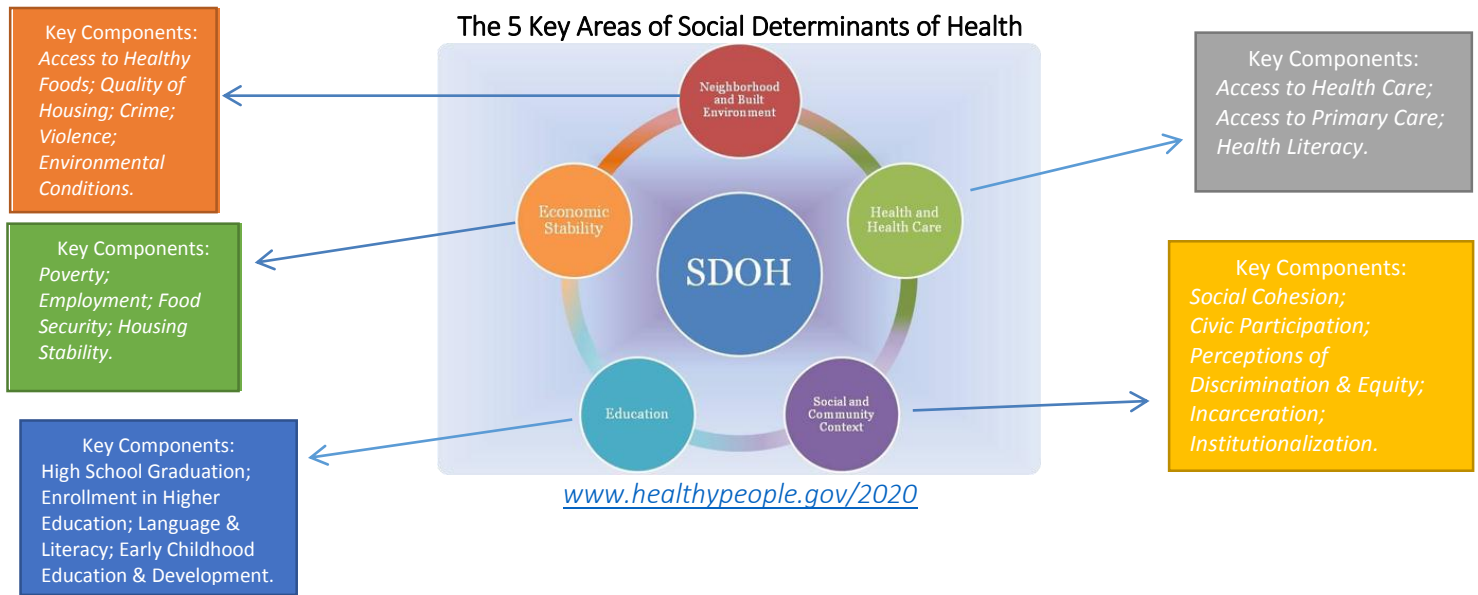 The 5 Key Areas of Social Determinants of Health
Key Components:
Access to Healthy
Foods; Quality of
Housing; Crime;
Violence;
Environmental
Conditions.
Key Components:
Poverty;
Employment; Food
Security; Housing
Stability.
Key Components:
High School Graduation;
Enrollment in Higher
Education; Language &
Literacy; Early Childhood
Education & Development.
Neighborhood
and Built
Environment
Economic
Stability
Health and
Health Care
SDOH
Education
Social and
Community
Context
www.healthypeople.gov/2020
Key Components:
Access to Health Care;
Access to Primary Care;
Health Literacy.
Key Components:
Social Cohesion;
Civic Participation;
Perceptions of
Discrimination & Equity;
Incarceration;
Institutionalization.